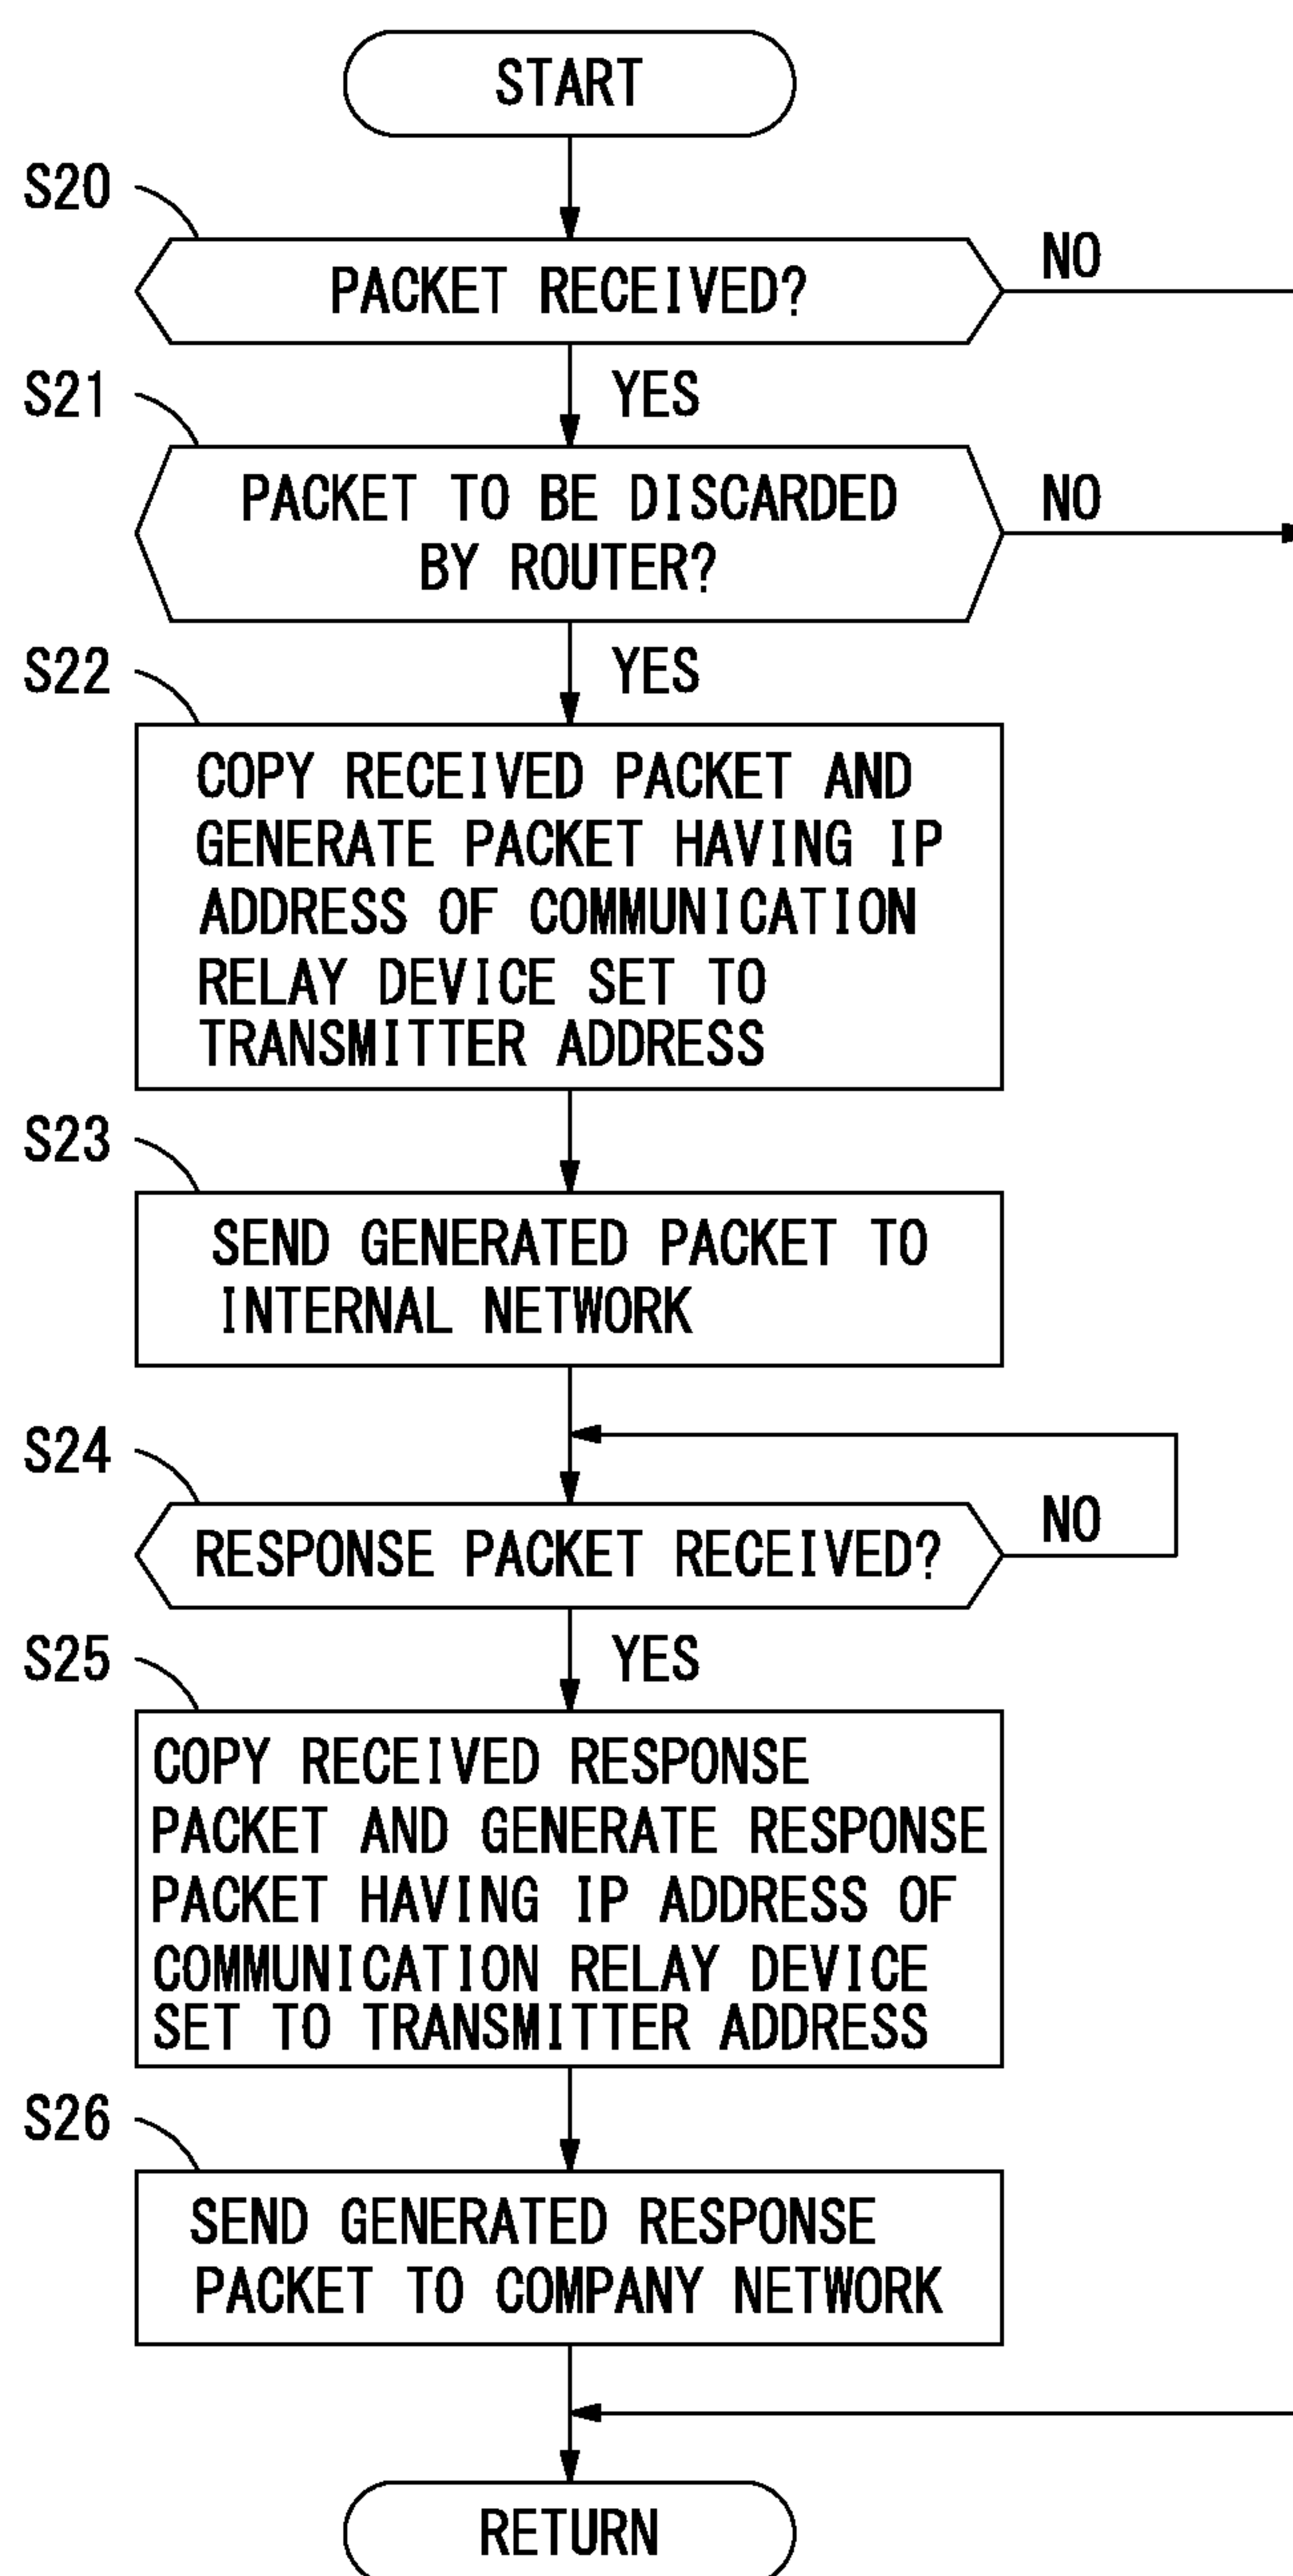 START
S20
PACKET RECEIVED?
NO
S21
YES
PACKET TO BE DISCARDED
BY ROUTER?
NO
S22
YES
COPY RECEIVED PACKET AND
GENERATE PACKET HAVING IP
ADDRESS OF COMMUNICATION
RELAY DEVICE SET TO
TRANSMITTER ADDRESS
S23
SEND GENERATED PACKET TO
INTERNAL NETWORK
S24
RESPONSE PACKET RECEIVED?
NO
S25
YES
COPY RECEIVED RESPONSE
PACKET AND GENERATE RESPONSE
PACKET HAVING IP ADDRESS OF
COMMUNICATION RELAY DEVICE
SET TO TRANSMITTER ADDRESS
S26
SEND GENERATED RESPONSE
PACKET TO COMPANY NETWORK
RETURN